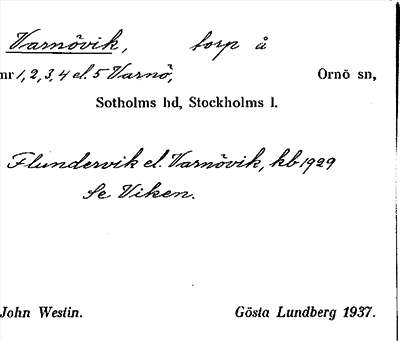 Varnövik, torp å
nr 1, 2, 3, 4 el. 5 Varnö, Ornö sn,
Sotholms hd, Stockholms l.
Flundervik el. Varnövik, kb 1929
Se Viken.
John Westin. Gösta Lundberg 1937.